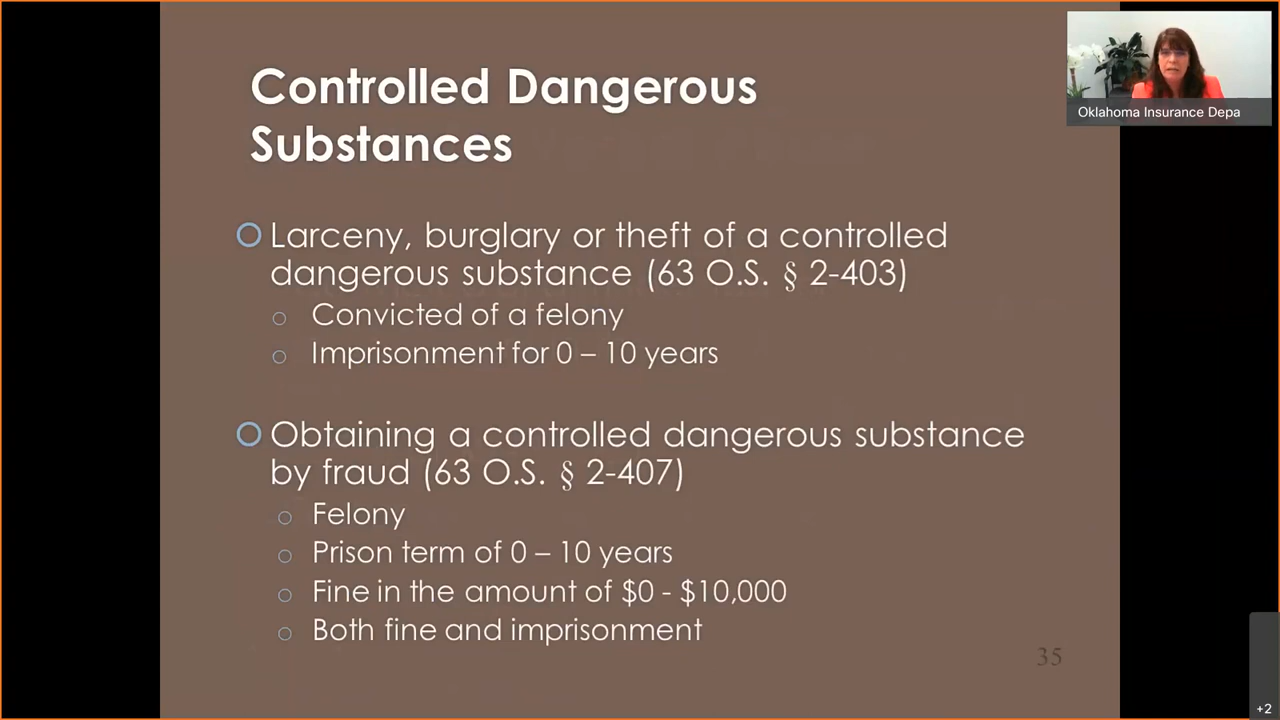 Controlled Dangerous
Substances
Larceny, burglary or theft of a controlled
dangerous substance (63 O.S. § 2-403)
Convicted of a felony
Imprisonment for 0 – 10 years
Obtaining a controlled dangerous substance
by fraud (63 O.S. § 2-407)
Felony
Prison term of 0 – 10 years
Fine in the amount of $0 - $10,000
Both fine and imprisonment
35
Oklahoma Insurance Depa
+2